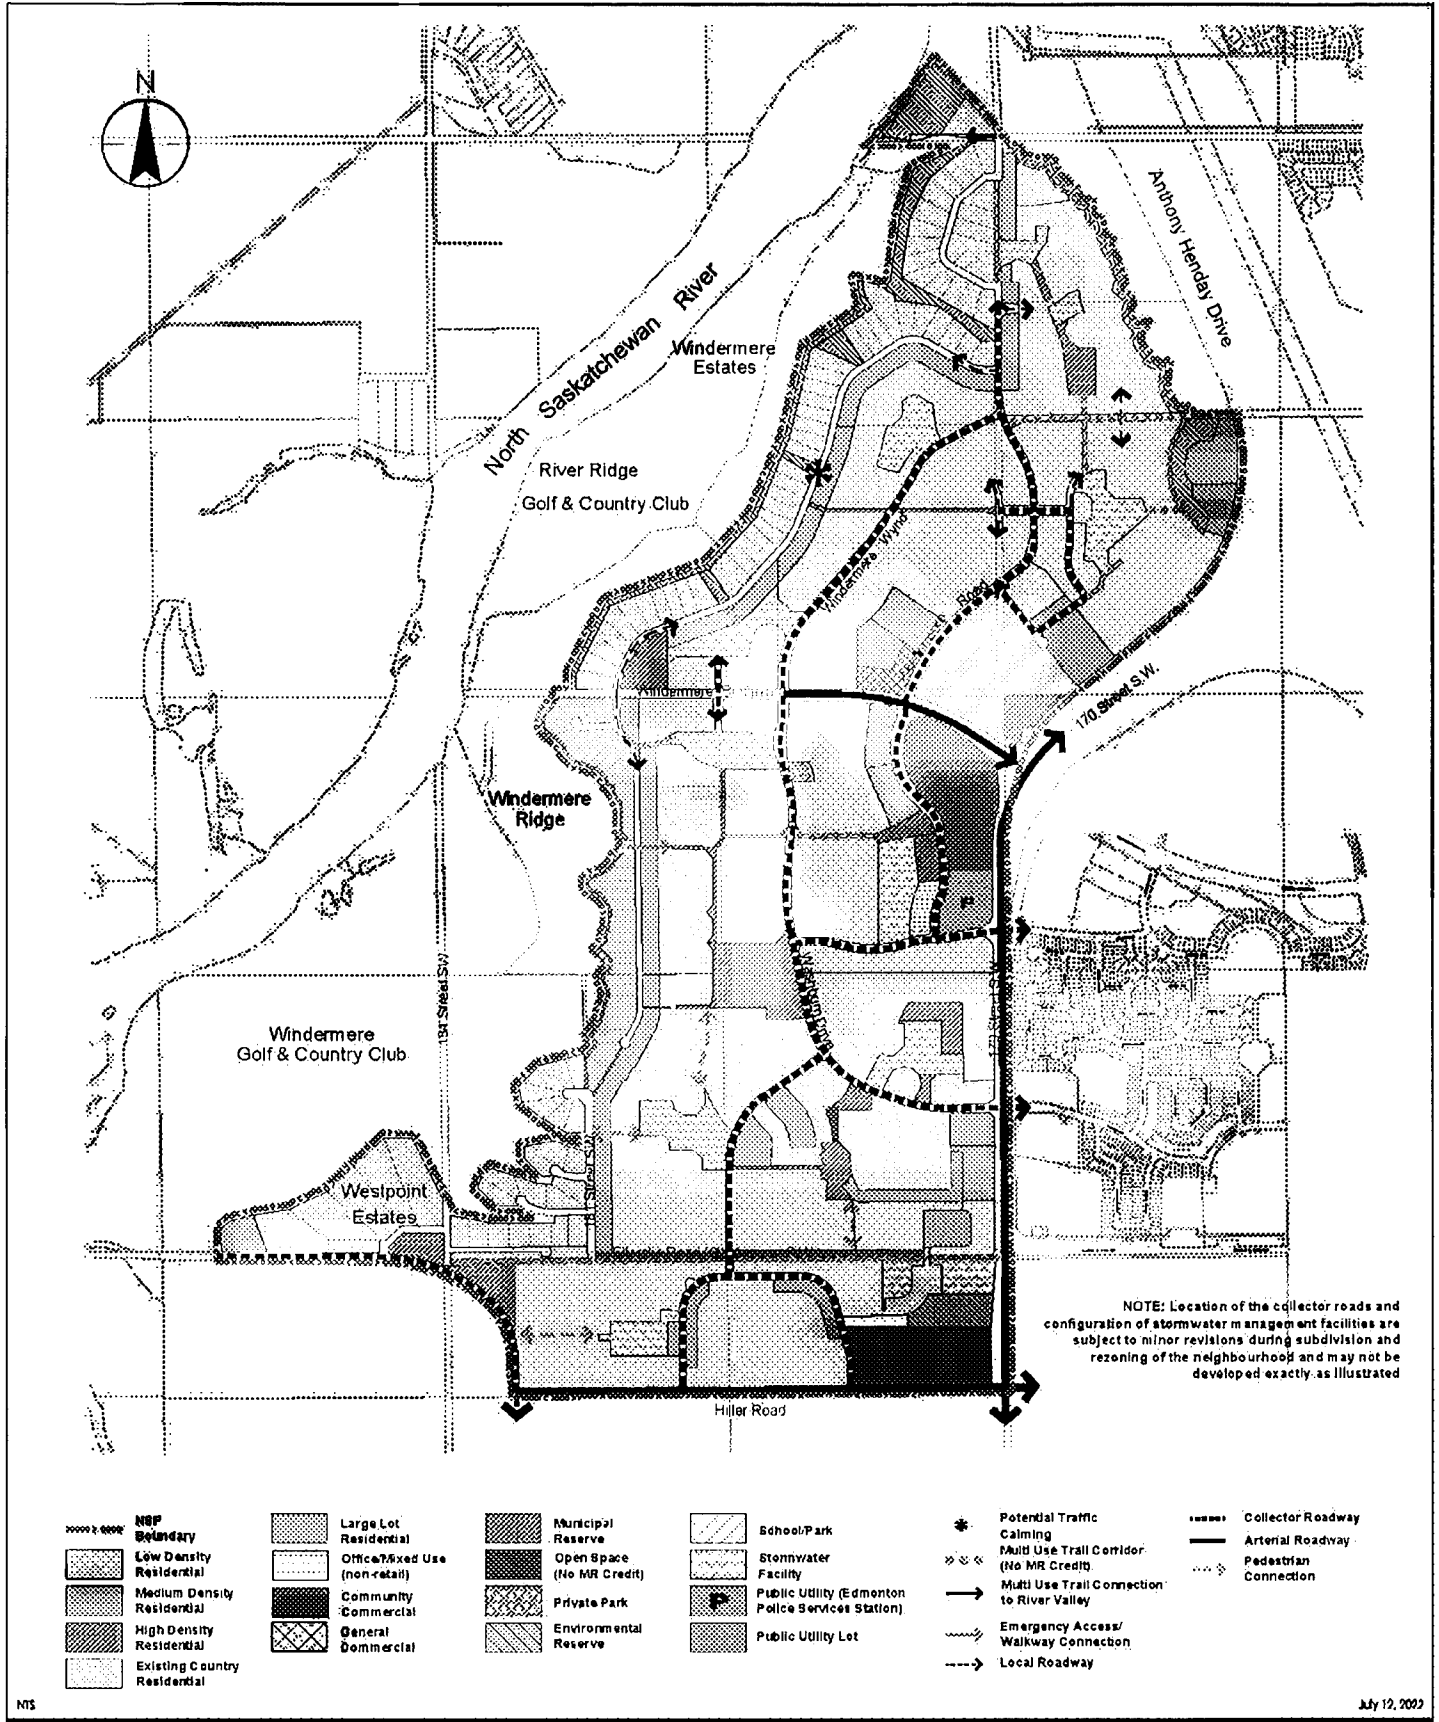 N
Anthony Henday Drive
North Saskatchewan River
Windermere
Estates
River Ridge
Golf & Country Club
Windermere Wynd
Road
Windermere
170 Street S.W.
Windermere
Ridge
P
184 Street S.W.
Windermere
Golf & Country Club
Westpoint
Estates
NOTE: Location of the collector roads and
configuration of stormwater management facilities are
subject to minor revisions during subdivision and
rezoning of the neighbourhood and may not be
developed exactly as illustrated
Hiller Road
NSP
Boundary
Low Density
Residential
Medium Density
Residential
High Density
Residential
Existing Country
Residential
Large Lot
Residential
Office/Mixed Use
(non-retail)
Community
Commercial
General
Commercial
Municipal
Reserve
Open Space
(No MR Credit)
Private Park
Environmental
Reserve
School/Park
Stormwater
Facility
P
Public Utility (Edmonton
Police Services Station)
Public Utility Lot
Potential Traffic
Calming
Multi Use Trail Corridor
(No MR Credit)
Multi Use Trail Connection
to River Valley
Emergency Access/
Walkway Connection
Local Roadway
Collector Roadway
Arterial Roadway
Pedestrian
Connection
NTS
July 12, 2022